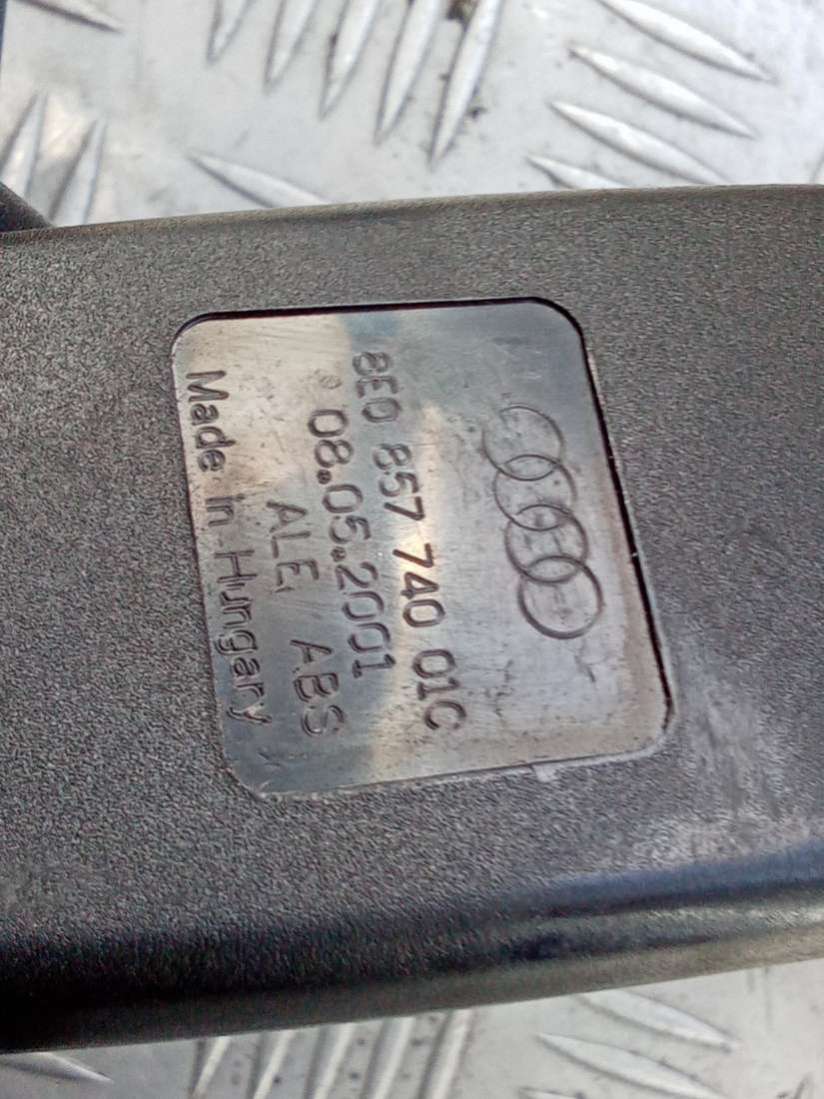 8E0 857 740 01C
08.05.2001
ALE ABS
Made in Hungary